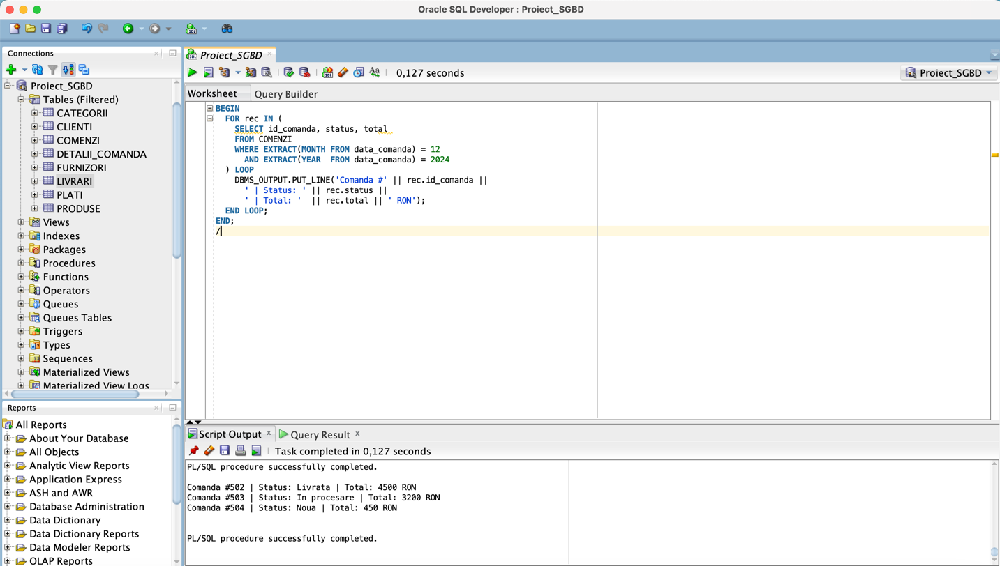 Oracle SQL Developer : Proiect_SGBD
Connections
Proiect_SGBD
Tables (Filtered)
CATEGORII
CLIENTI
COMENZI
DETALII_COMANDA
FURNIZORI
LIVRARI
PLATI
PRODUSE
Views
Indexes
Packages
Procedures
Functions
Operators
Queues
Queues Tables
Triggers
Types
Sequences
Materialized Views
Materialized View Logs
Reports
All Reports
About Your Database
All Objects
Analytic View Reports
Application Express
ASH and AWR
Database Administration
Data Dictionary
Data Dictionary Reports
Data Modeler Reports
OLAP Reports
Proiect_SGBD
0,127 seconds
Proiect_SGBD
Worksheet Query Builder
BEGIN
FOR rec IN (
SELECT id_comanda, status, total
FROM COMENZI
WHERE EXTRACT(MONTH FROM data_comanda) = 12
AND EXTRACT(YEAR  FROM data_comanda) = 2024
) LOOP
DBMS_OUTPUT.PUT_LINE('Comanda #' || rec.id_comanda ||
' | Status: ' || rec.status ||
' | Total: '  || rec.total || ' RON');
END LOOP;
END;
/
Script Output Query Result
Task completed in 0,127 seconds
PL/SQL procedure successfully completed.
Comanda #502 | Status: Livrata | Total: 4500 RON
Comanda #503 | Status: In procesare | Total: 3200 RON
Comanda #504 | Status: Noua | Total: 450 RON
PL/SQL procedure successfully completed.